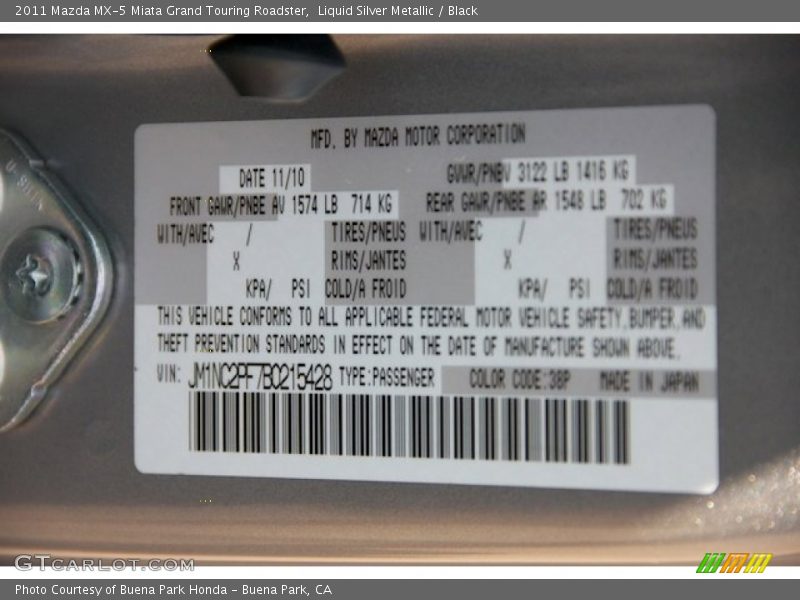 2011 Mazda MX-5 Miata Grand Touring Roadster,  Liquid Silver Metallic / Black
MFD. BY MAZDA MOTOR CORPORATION
DATE 11/10 GVWR/PNBV 3122 LB 1416 KG
FRONT GAWR/PNBE AV 1574 LB 714 KG REAR GAWR/PNBE AR 1548 LB 702 KG
WITH/AVEC / TIRES/PNEUS WITH/AVEC / TIRES/PNEUS
X RIMS/JANTES X RIMS/JANTES
KPA/ PSI COLD/A FROID KPA/ PSI COLD/A FROID
THIS VEHICLE CONFORMS TO ALL APPLICABLE FEDERAL MOTOR VEHICLE SAFETY,BUMPER,AND
THEFT PREVENTION STANDARDS IN EFFECT ON THE DATE OF MANUFACTURE SHOWN ABOVE.
VIN: JM1NC2PF7B0215428 TYPE:PASSENGER COLOR CODE:38P MADE IN JAPAN
GTCARLOT.COM
Photo Courtesy of Buena Park Honda - Buena Park, CA